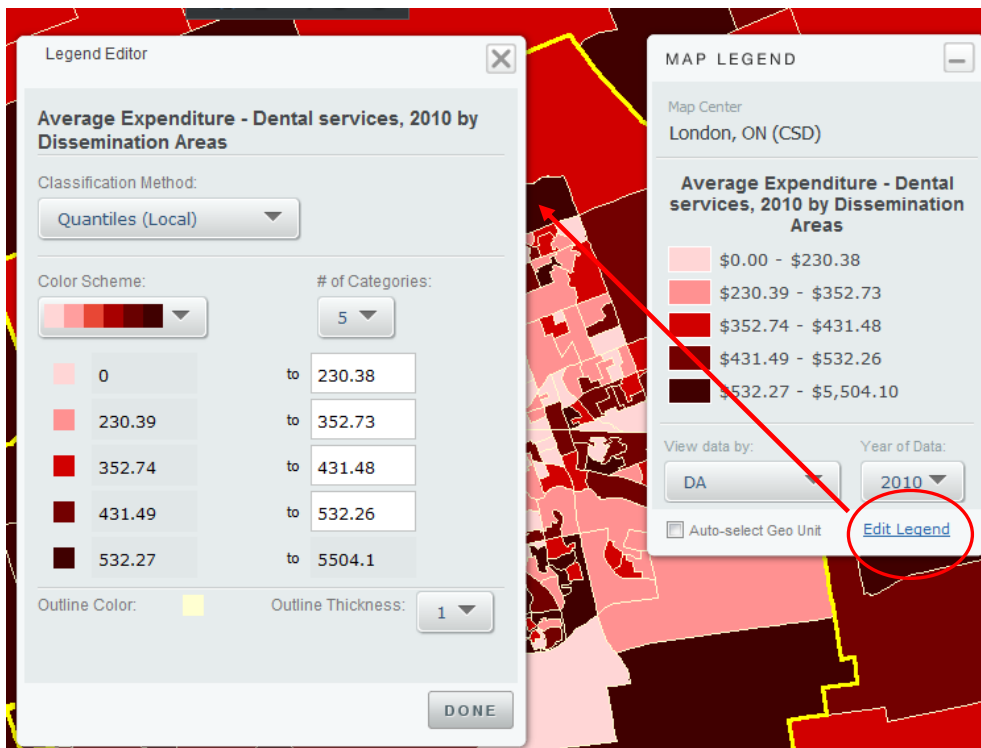 Legend Editor
Average Expenditure - Dental services, 2010 by
Dissemination Areas
Classification Method:
Quantiles (Local)
Color Scheme:
# of Categories:
5
0 to 230.38
230.39 to 352.73
352.74 to 431.48
431.49 to 532.26
532.27 to 5504.1
Outline Color:
Outline Thickness:
1
DONE
MAP LEGEND
Map Center
London, ON (CSD)
Average Expenditure - Dental
services, 2010 by Dissemination
Areas
$0.00 - $230.38
$230.39 - $352.73
$352.74 - $431.48
$431.49 - $532.26
$532.27 - $5,504.10
View data by:
Year of Data:
DA
2010
Auto-select Geo Unit
Edit Legend